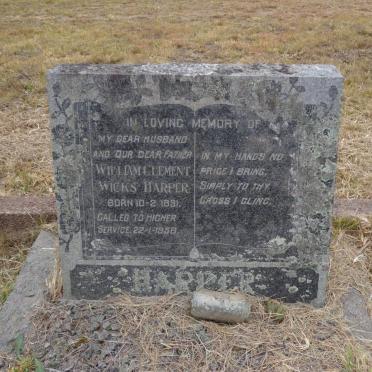 IN LOVING MEMORY OF
MY DEAR HUSBAND
AND OUR DEAR FATHER
WILLIAM CLEMENT
WICKS HARPER
BORN 10-2-1891.
CALLED TO HIGHER
SERVICE 22-1-1958.
IN MY HANDS NO
PRICE I BRING,
SIMPLY TO THY
CROSS I CLING.
HARPER